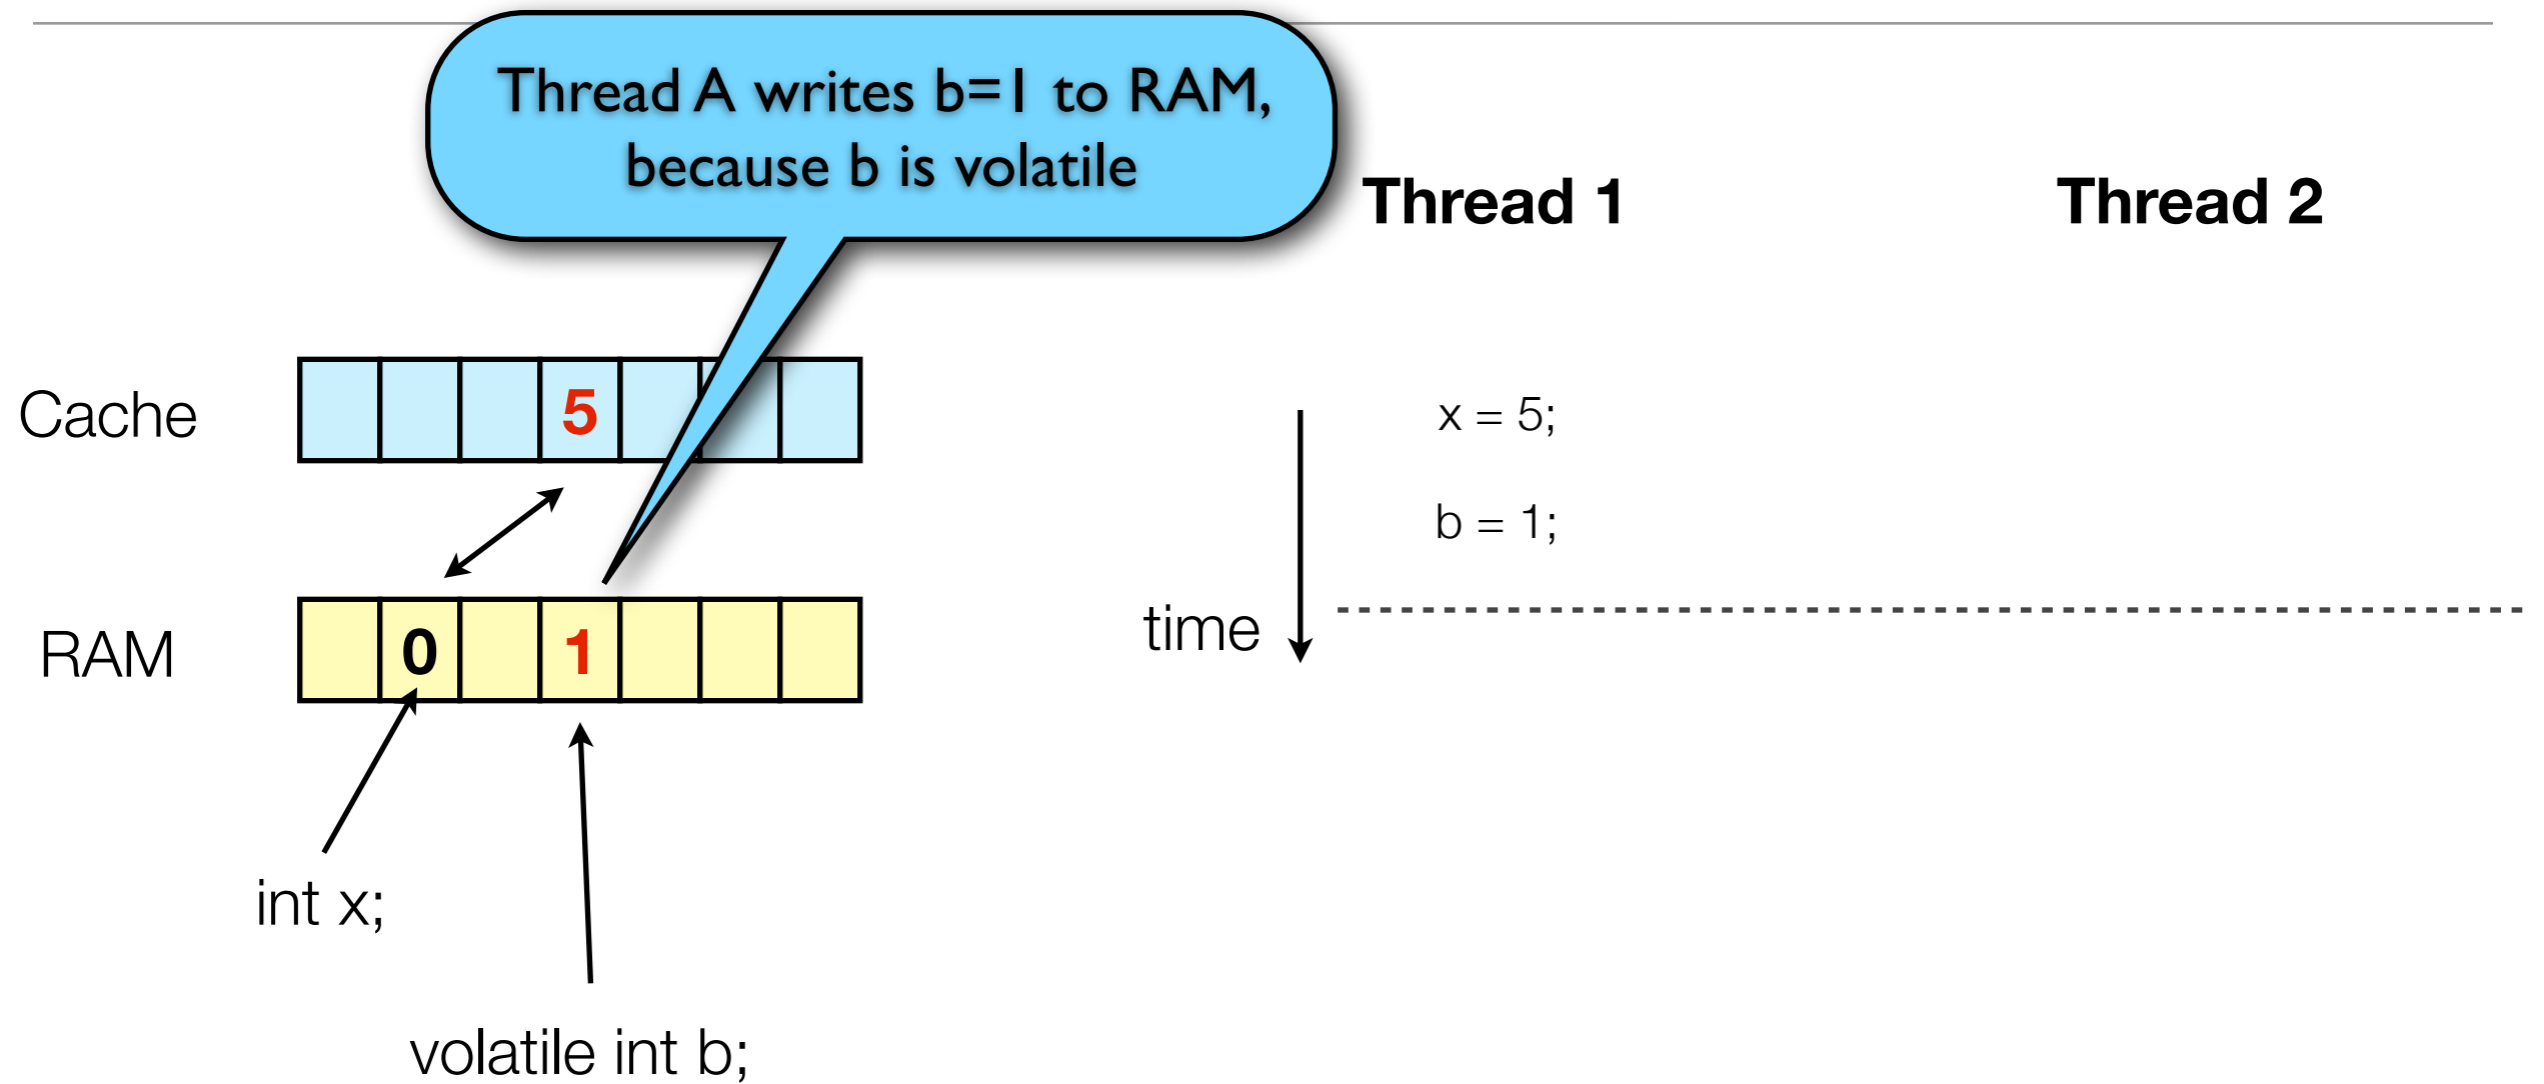 Thread A writes b=1 to RAM,
because b is volatile
Thread 1
Thread 2
Cache
5
x = 5;
b = 1;
time
RAM
0
1
int x;
volatile int b;